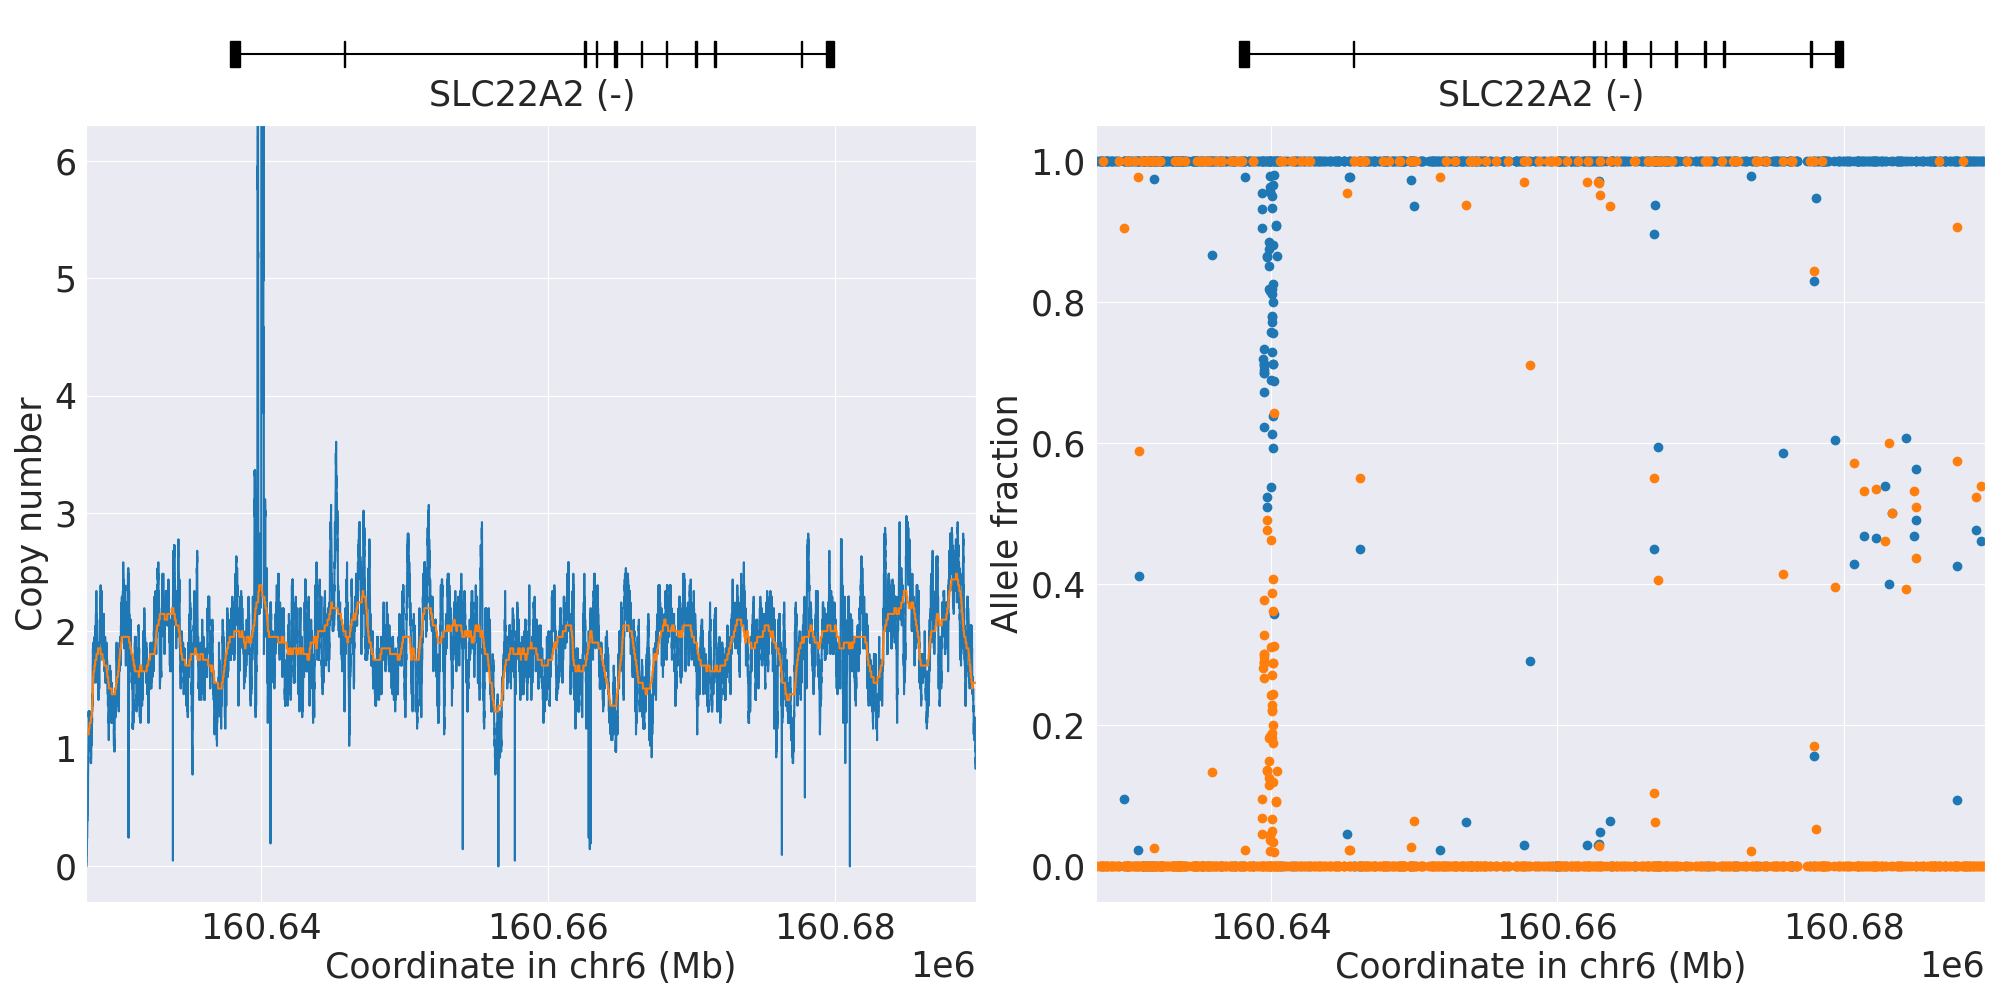 SLC22A2 (-)
6
5
4
3
2
1
0
Copy number
160.64
160.66
160.68
Coordinate in chr6 (Mb)
1e6
SLC22A2 (-)
1.0
0.8
0.6
0.4
0.2
0.0
Allele fraction
160.64
160.66
160.68
Coordinate in chr6 (Mb)
1e6